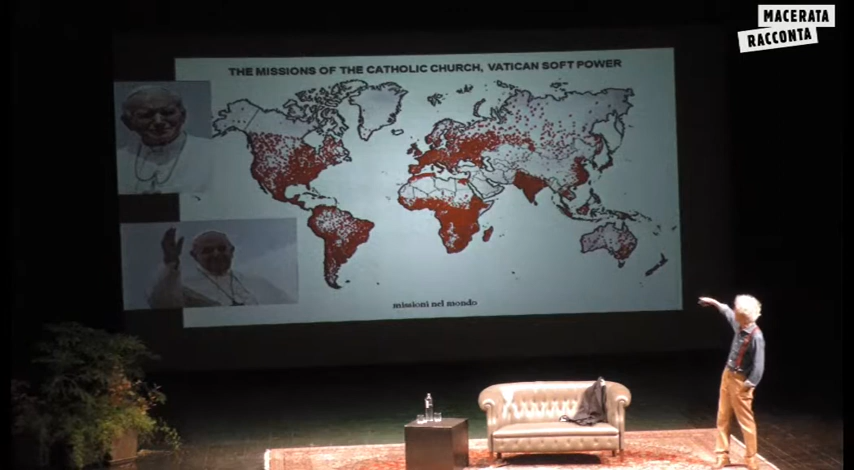 MACERATA
RACCONTA
THE MISSIONS OF THE CATHOLIC CHURCH, VATICAN SOFT POWER
missioni nel mondo